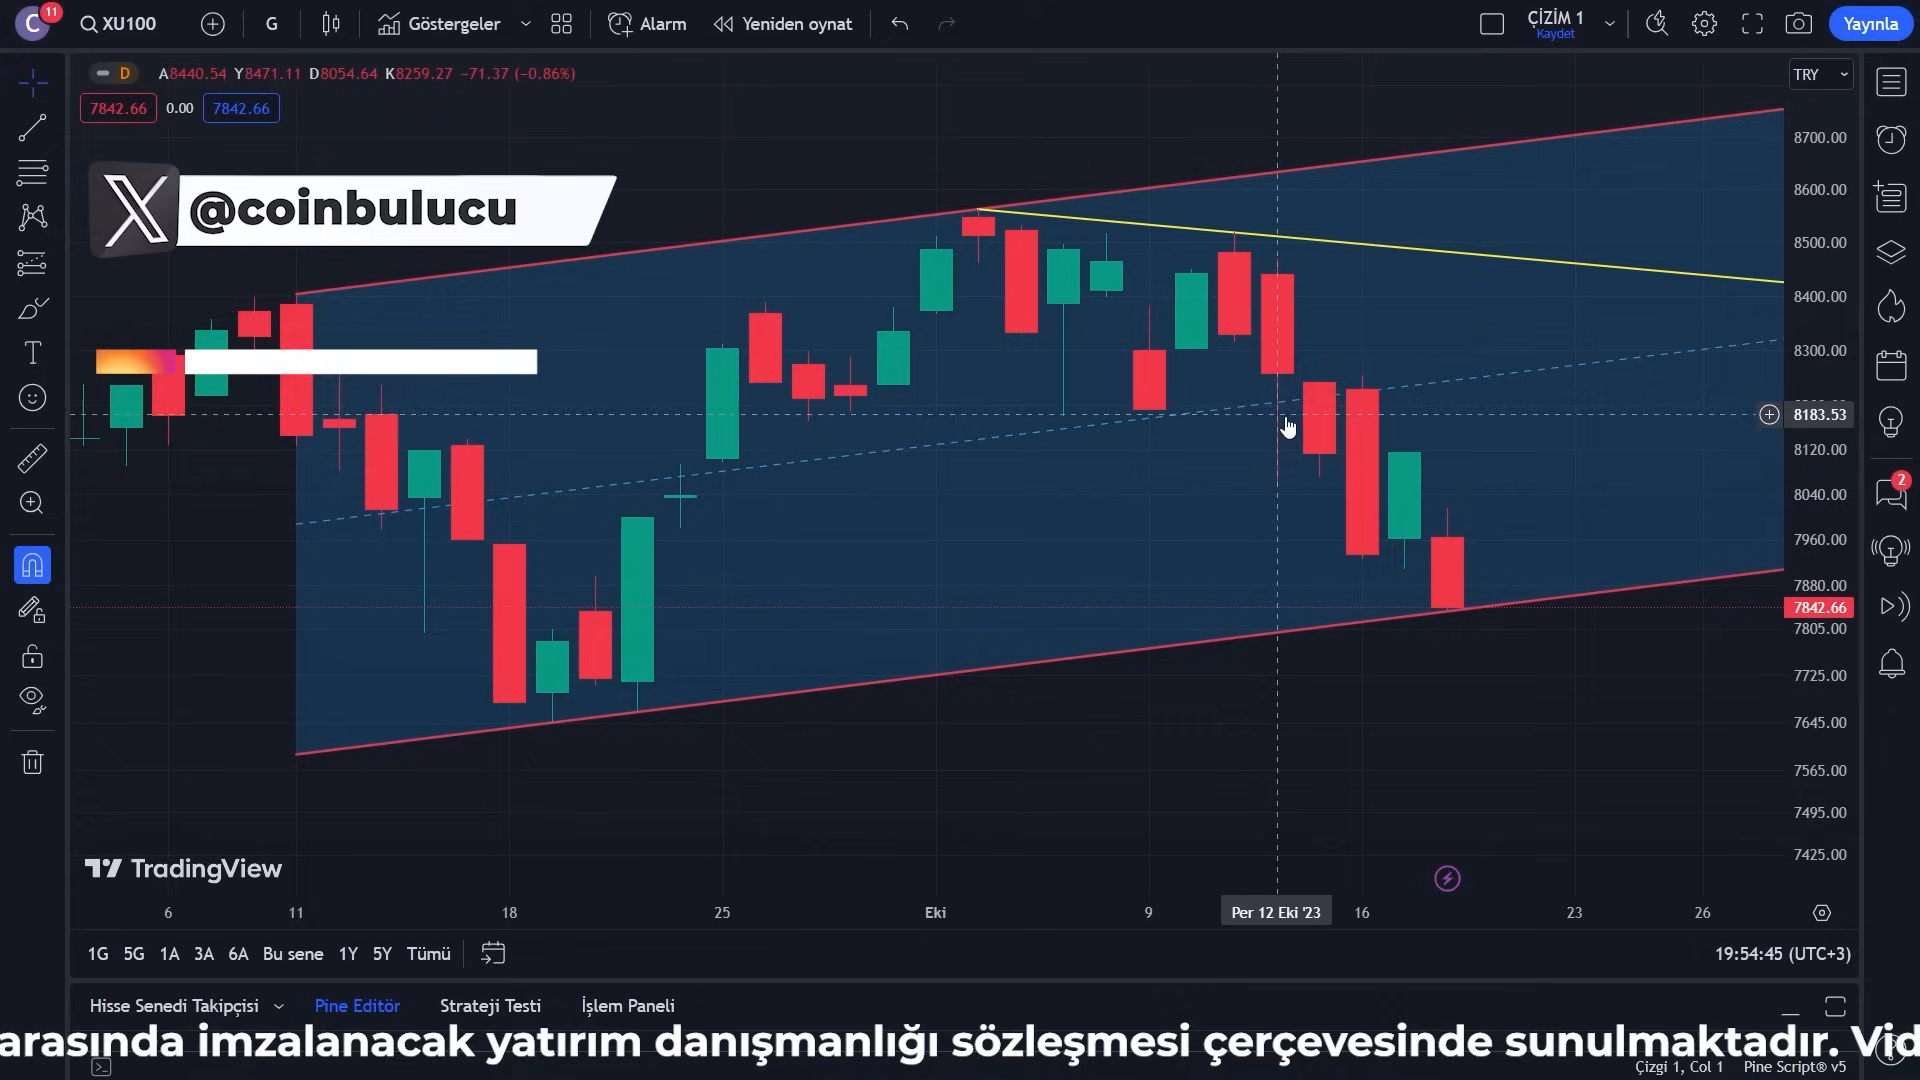 C 11 XU100 G Göstergeler Alarm Yeniden oynat ÇİZİM 1 Kaydet Yayınla
D A8440.54 Y8471.11 D8054.64 K8259.27 −71.37 (−0.86%)
TRY
7842.66 0.00 7842.66
@coinbulucu
8700.00
8600.00
8500.00
8400.00
8300.00
8183.53
8120.00
8040.00
7960.00
7880.00
7842.66
7805.00
7725.00
7645.00
7565.00
7495.00
7425.00
2
TradingView
6 11 18 25 Eki 9 Per 12 Eki '23 16 23 26
1G 5G 1A 3A 6A Bu sene 1Y 5Y Tümü 19:54:45 (UTC+3)
Hisse Senedi Takipçisi Pine Editör Strateji Testi İşlem Paneli
arasında imzalanacak yatırım danışmanlığı sözleşmesi çerçevesinde sunulmaktadır. Vid
Çizgi 1, Col 1 Pine Script® v5